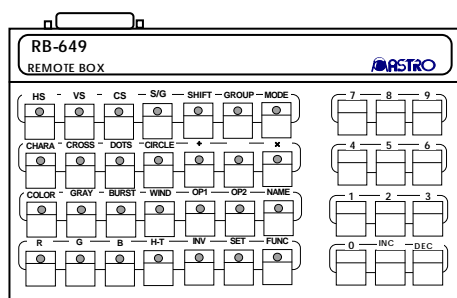 RB-649
REMOTE BOX ASTRO
HS VS CS S/G SHIFT GROUP MODE 7 8 9
CHARA CROSS DOTS CIRCLE + × 4 5 6
COLOR GRAY BURST WIND OP1 OP2 NAME 1 2 3
R G B H-T INV SET FUNC 0 INC DEC